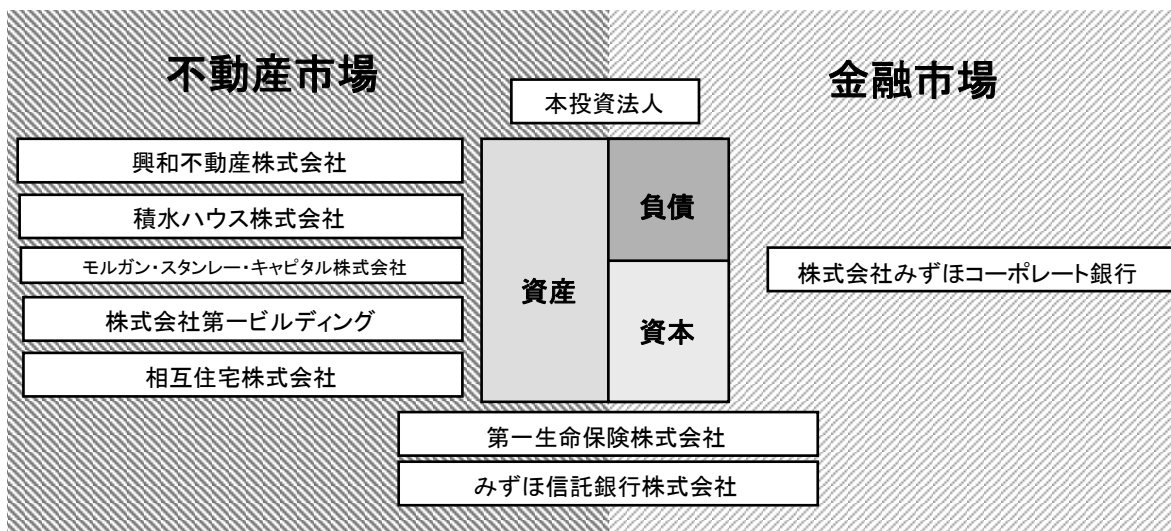 不動産市場
金融市場
本投資法人
興和不動産株式会社
積水ハウス株式会社
モルガン・スタンレー・キャピタル株式会社
株式会社第一ビルディング
相互住宅株式会社
資産
負債
資本
株式会社みずほコーポレート銀行
第一生命保険株式会社
みずほ信託銀行株式会社